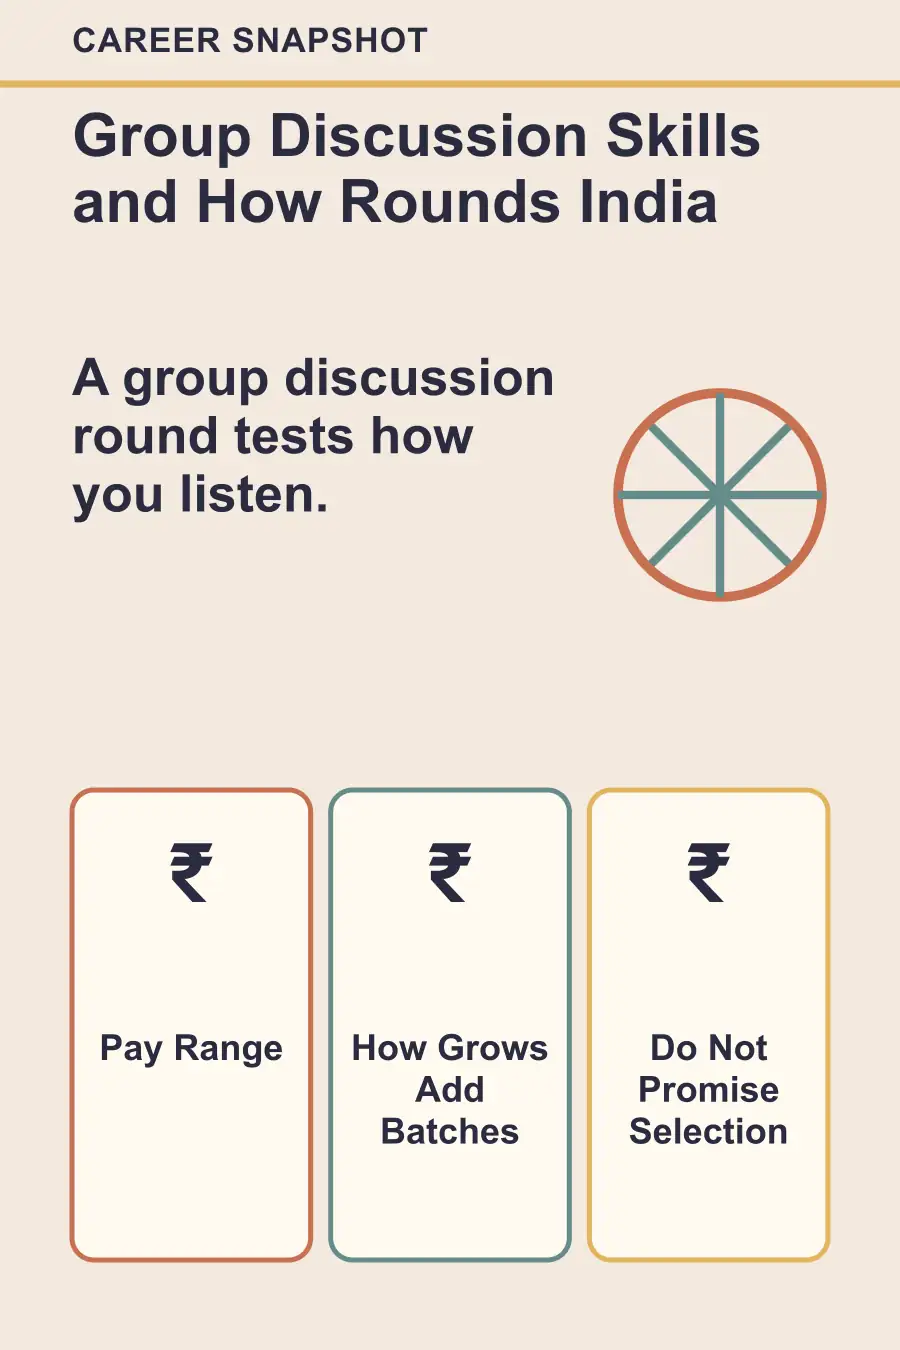 CAREER SNAPSHOT
Group Discussion Skills
and How Rounds India
A group discussion
round tests how
you listen.
₹
Pay Range
₹
How Grows
Add
Batches
₹
Do Not
Promise
Selection